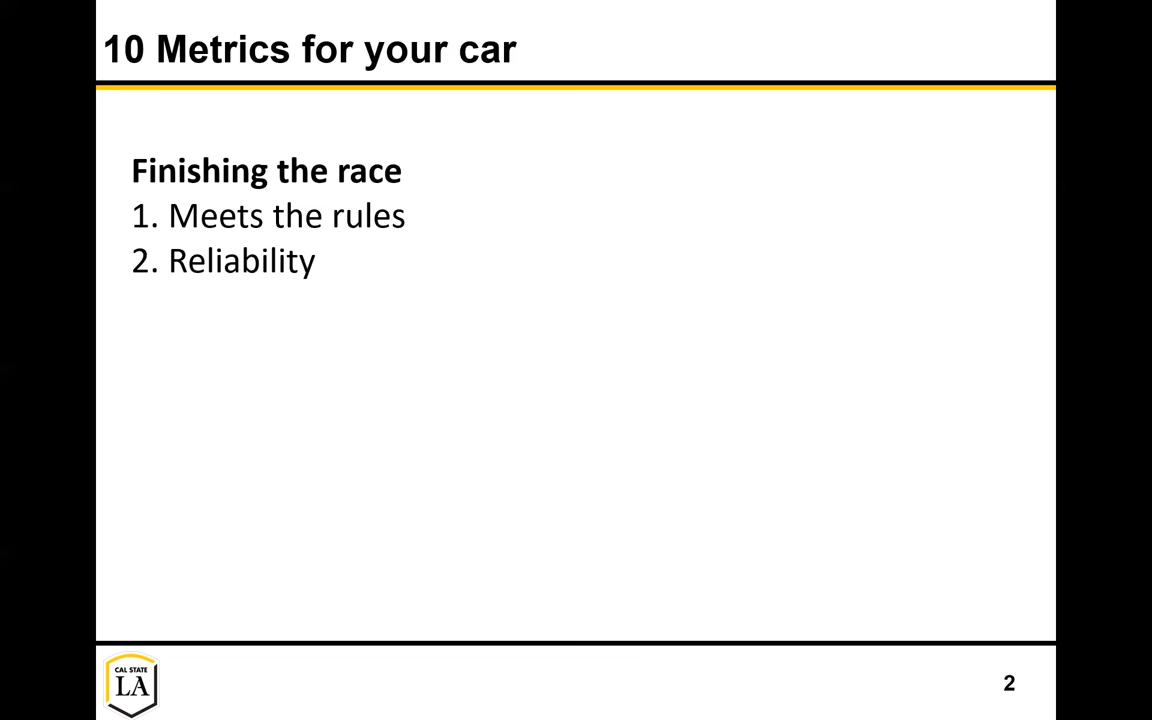 10 Metrics for your car
Finishing the race
1. Meets the rules
2. Reliability
CAL STATE
LA
2